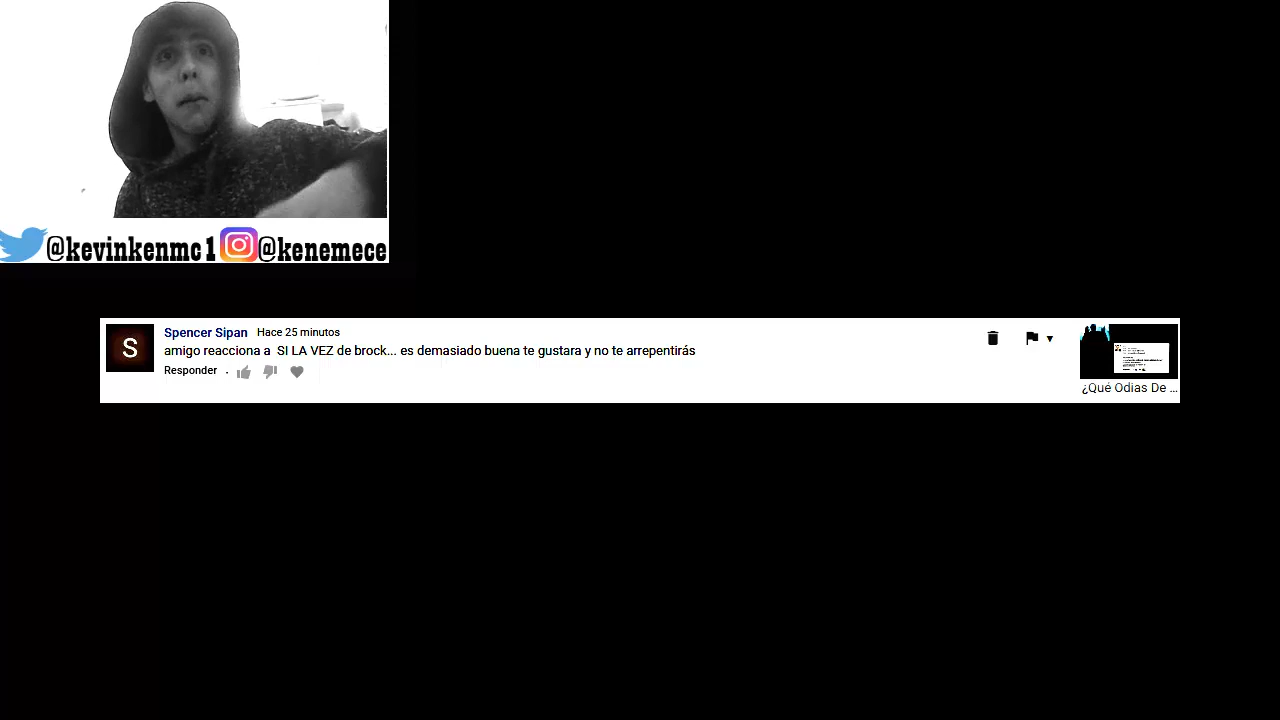 @kevinkenmc1 @kenemece
S
Spencer Sipan Hace 25 minutos
amigo reacciona a SI LA VEZ de brock... es demasiado buena te gustara y no te arrepentirás
Responder
¿Qué Odias De ...